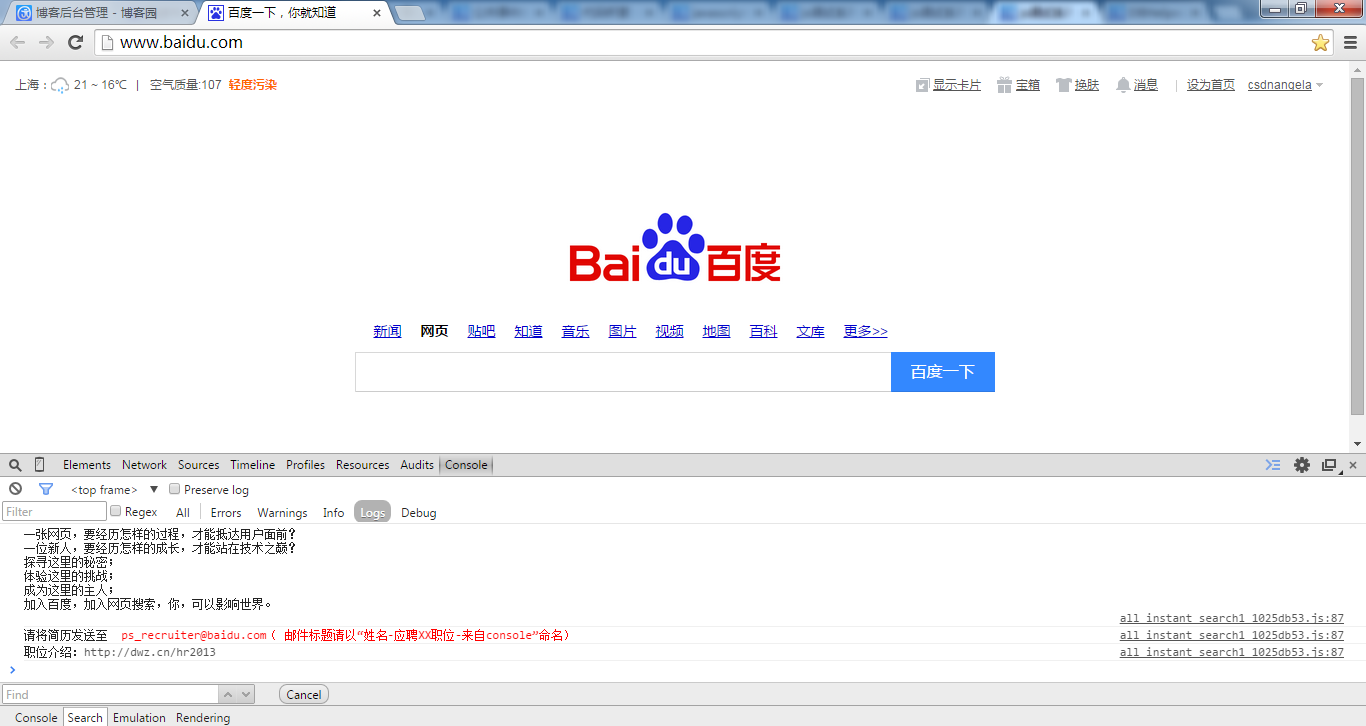 博客后台管理 - 博客园 百度一下，你就知道
www.baidu.com
上海： 21 ~ 16℃ | 空气质量:107 轻度污染 显示卡片 宝箱 换肤 消息 | 设为首页 csdnangela
Bai du 百度
新闻 网页 贴吧 知道 音乐 图片 视频 地图 百科 文库 更多>>
百度一下
Elements Network Sources Timeline Profiles Resources Audits Console
<top frame> Preserve log
Filter Regex All Errors Warnings Info Logs Debug
一张网页，要经历怎样的过程，才能抵达用户面前？
一位新人，要经历怎样的成长，才能站在技术之巅？
探寻这里的秘密；
体验这里的挑战；
成为这里的主人；
加入百度，加入网页搜索，你，可以影响世界。
all_instant_search1_1025db53.js:87
请将简历发送至 ps_recruiter@baidu.com（ 邮件标题请以“姓名-应聘XX职位-来自console”命名） all_instant_search1_1025db53.js:87
职位介绍：http://dwz.cn/hr2013 all_instant_search1_1025db53.js:87
>
Find Cancel
Console Search Emulation Rendering